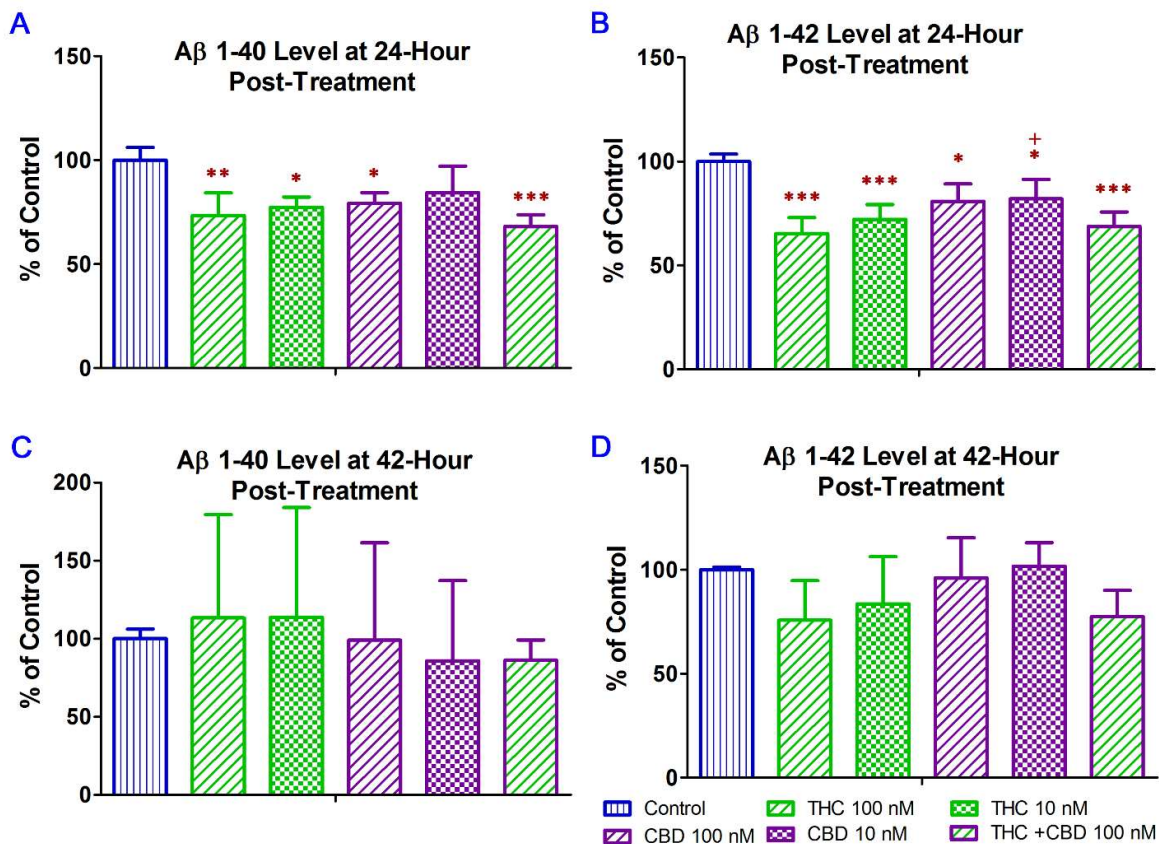 A
Aβ 1-40 Level at 24-Hour
Post-Treatment
% of Control
150
100
50
0
**
*
*
***
B
Aβ 1-42 Level at 24-Hour
Post-Treatment
% of Control
150
100
50
0
***
***
*
+
*
***
C
Aβ 1-40 Level at 42-Hour
Post-Treatment
% of Control
200
150
100
50
0
D
Aβ 1-42 Level at 42-Hour
Post-Treatment
% of Control
150
100
50
0
Control THC 100 nM THC 10 nM
CBD 100 nM CBD 10 nM THC +CBD 100 nM